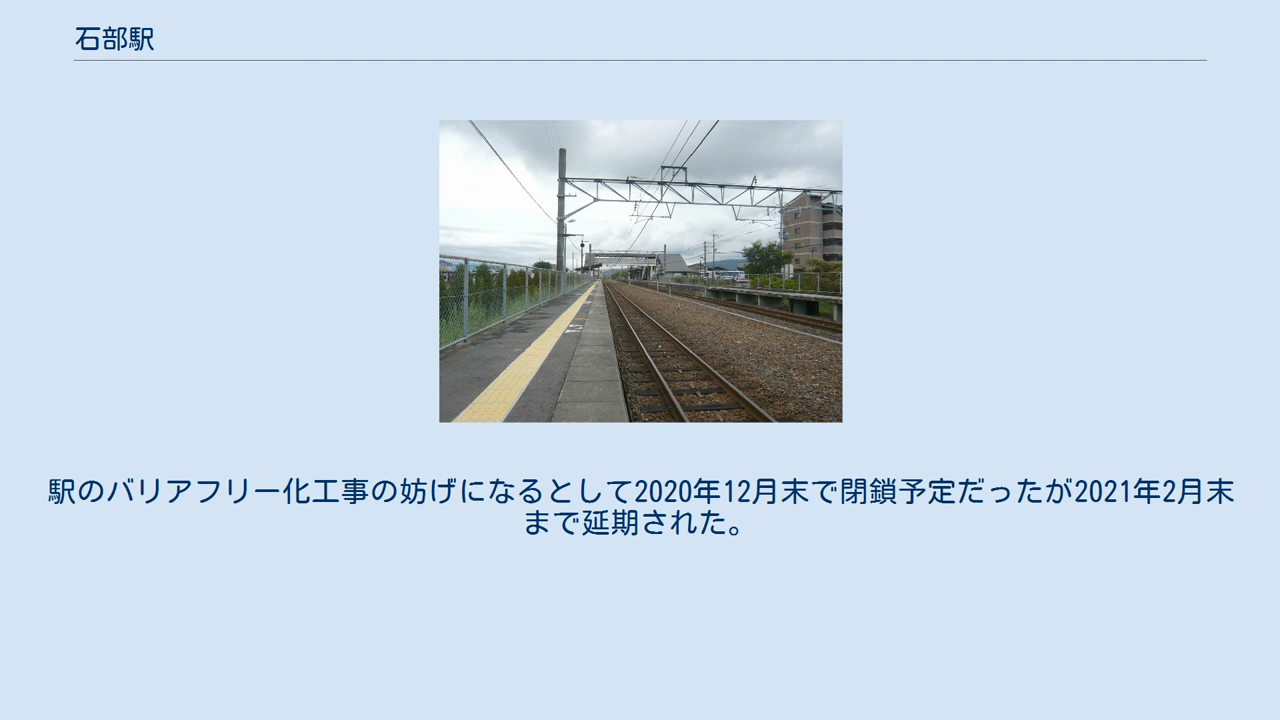 石部駅
駅のバリアフリー化工事の妨げになるとして2020年12月末で閉鎖予定だったが2021年2月末
まで延期された。